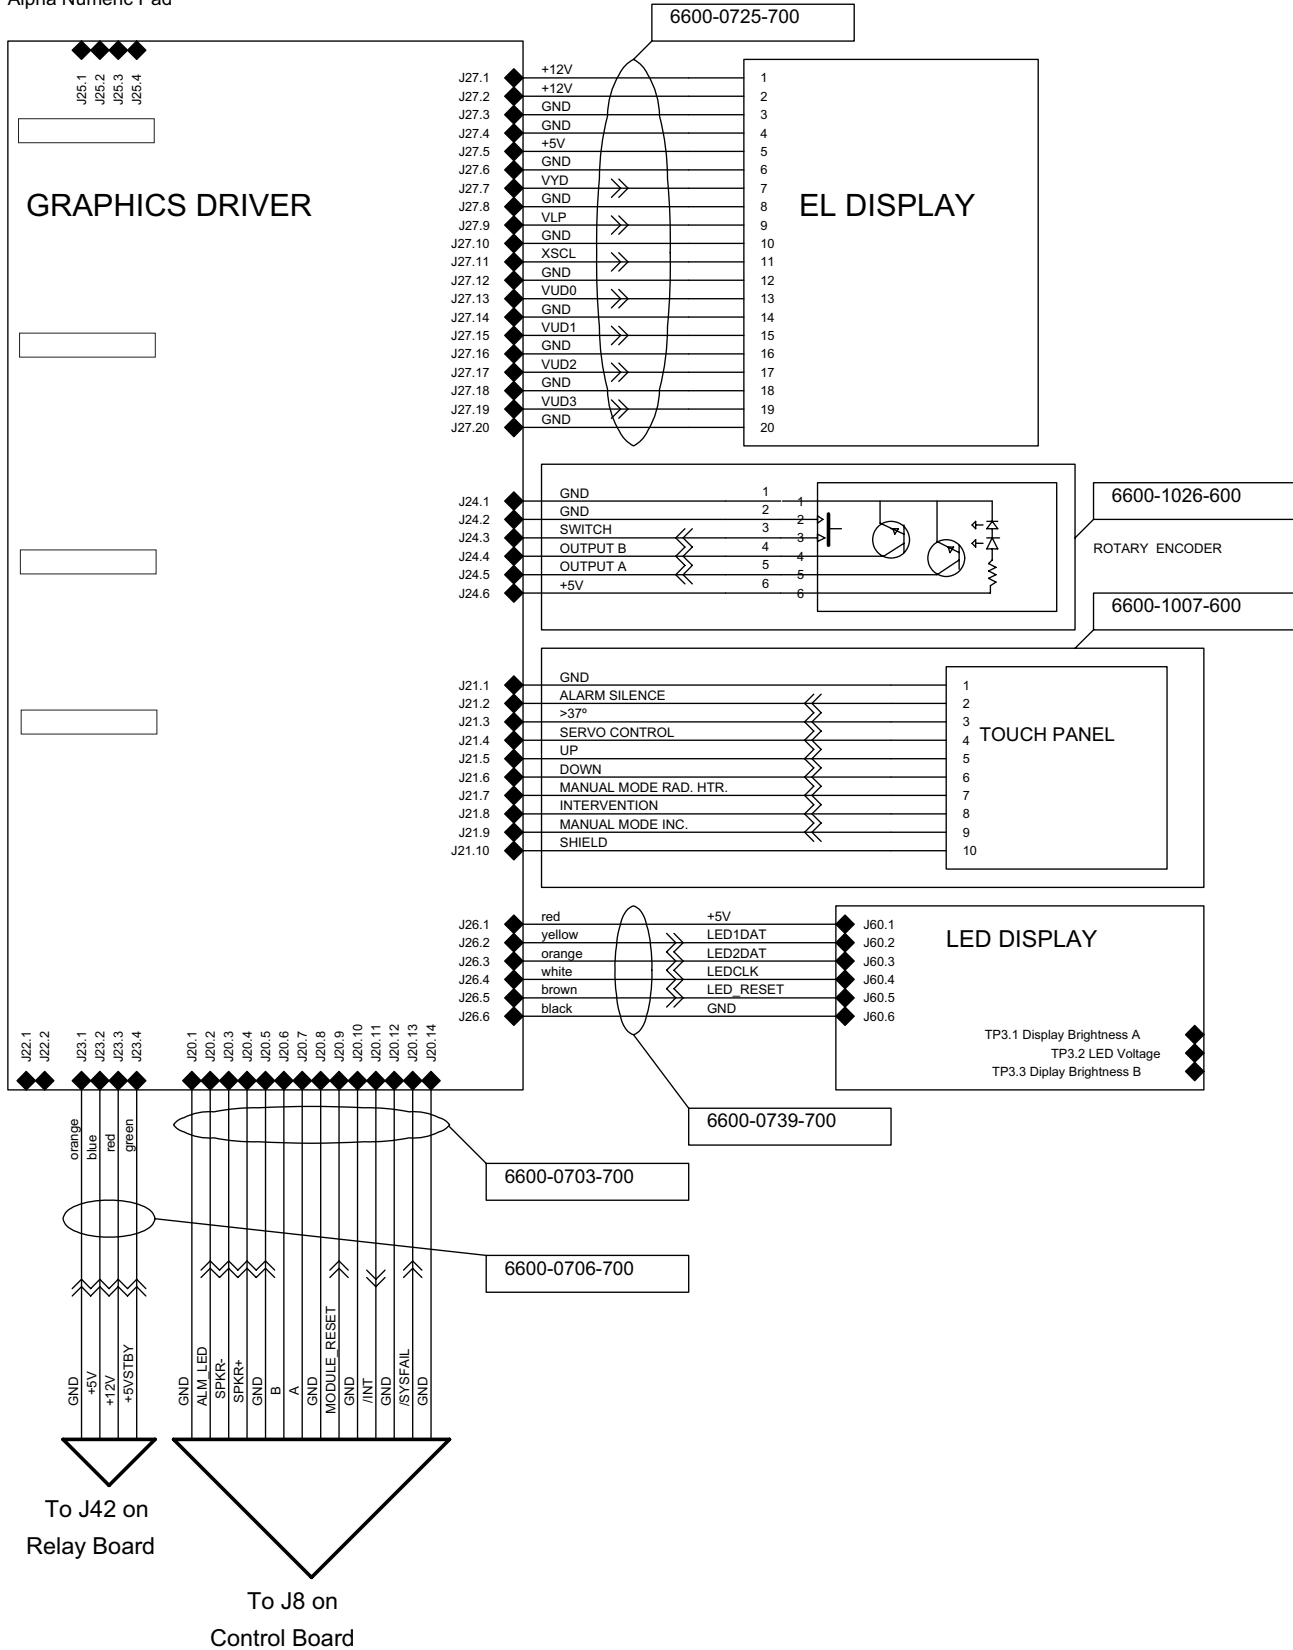 Alpha Numeric Pad
6600-0725-700
J25.1
J25.2
J25.3
J25.4
GRAPHICS DRIVER
J27.1 +12V 1
J27.2 +12V 2
J27.3 GND 3
J27.4 GND 4
J27.5 +5V 5
J27.6 GND 6
J27.7 VYD 7
J27.8 GND 8
J27.9 VLP 9
J27.10 GND 10
J27.11 XSCL 11
J27.12 GND 12
J27.13 VUD0 13
J27.14 GND 14
J27.15 VUD1 15
J27.16 GND 16
J27.17 VUD2 17
J27.18 GND 18
J27.19 VUD3 19
J27.20 GND 20
EL DISPLAY
J24.1 GND 1 1
J24.2 GND 2 2
J24.3 SWITCH 3 3
J24.4 OUTPUT B 4 4
J24.5 OUTPUT A 5 5
J24.6 +5V 6 6
6600-1026-600
ROTARY ENCODER
6600-1007-600
J21.1 GND 1
J21.2 ALARM SILENCE 2
J21.3 >37º 3
J21.4 SERVO CONTROL 4
J21.5 UP 5
J21.6 DOWN 6
J21.7 MANUAL MODE RAD. HTR. 7
J21.8 INTERVENTION 8
J21.9 MANUAL MODE INC. 9
J21.10 SHIELD 10
TOUCH PANEL
J26.1 red +5V J60.1
J26.2 yellow LED1DAT J60.2
J26.3 orange LED2DAT J60.3
J26.4 white LEDCLK J60.4
J26.5 brown LED_RESET J60.5
J26.6 black GND J60.6
LED DISPLAY
TP3.1 Display Brightness A
TP3.2 LED Voltage
TP3.3 Diplay Brightness B
6600-0739-700
J22.1
J22.2
J23.1
J23.2
J23.3
J23.4
J20.1
J20.2
J20.3
J20.4
J20.5
J20.6
J20.7
J20.8
J20.9
J20.10
J20.11
J20.12
J20.13
J20.14
orange
blue
red
green
6600-0703-700
6600-0706-700
GND
+5V
+12V
+5VSTBY
GND
ALM_LED
SPKR-
SPKR+
GND
B
A
GND
MODULE_RESET
GND
/INT
GND
/SYSFAIL
GND
To J42 on
Relay Board
To J8 on
Control Board